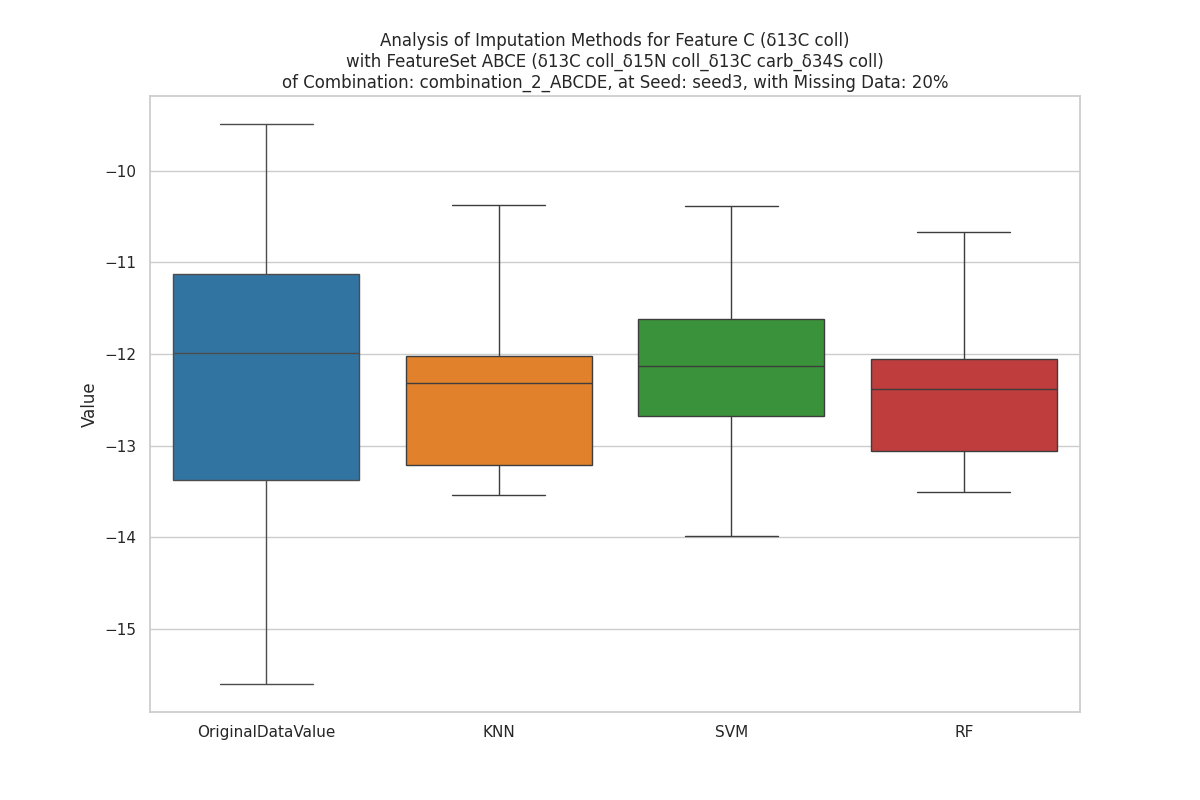 Analysis of Imputation Methods for Feature C (δ13C coll)
with FeatureSet ABCE (δ13C coll_δ15N coll_δ13C carb_δ34S coll)
of Combination: combination_2_ABCDE, at Seed: seed3, with Missing Data: 20%
−10
−11
−12
−13
−14
−15
Value
OriginalDataValue
KNN
SVM
RF